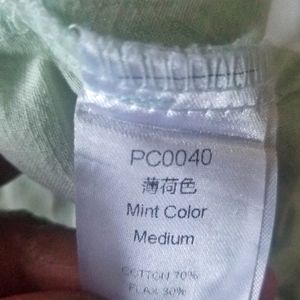 PC0040
薄荷色
Mint Color
Medium
COTTON 70%
FLAX 30%